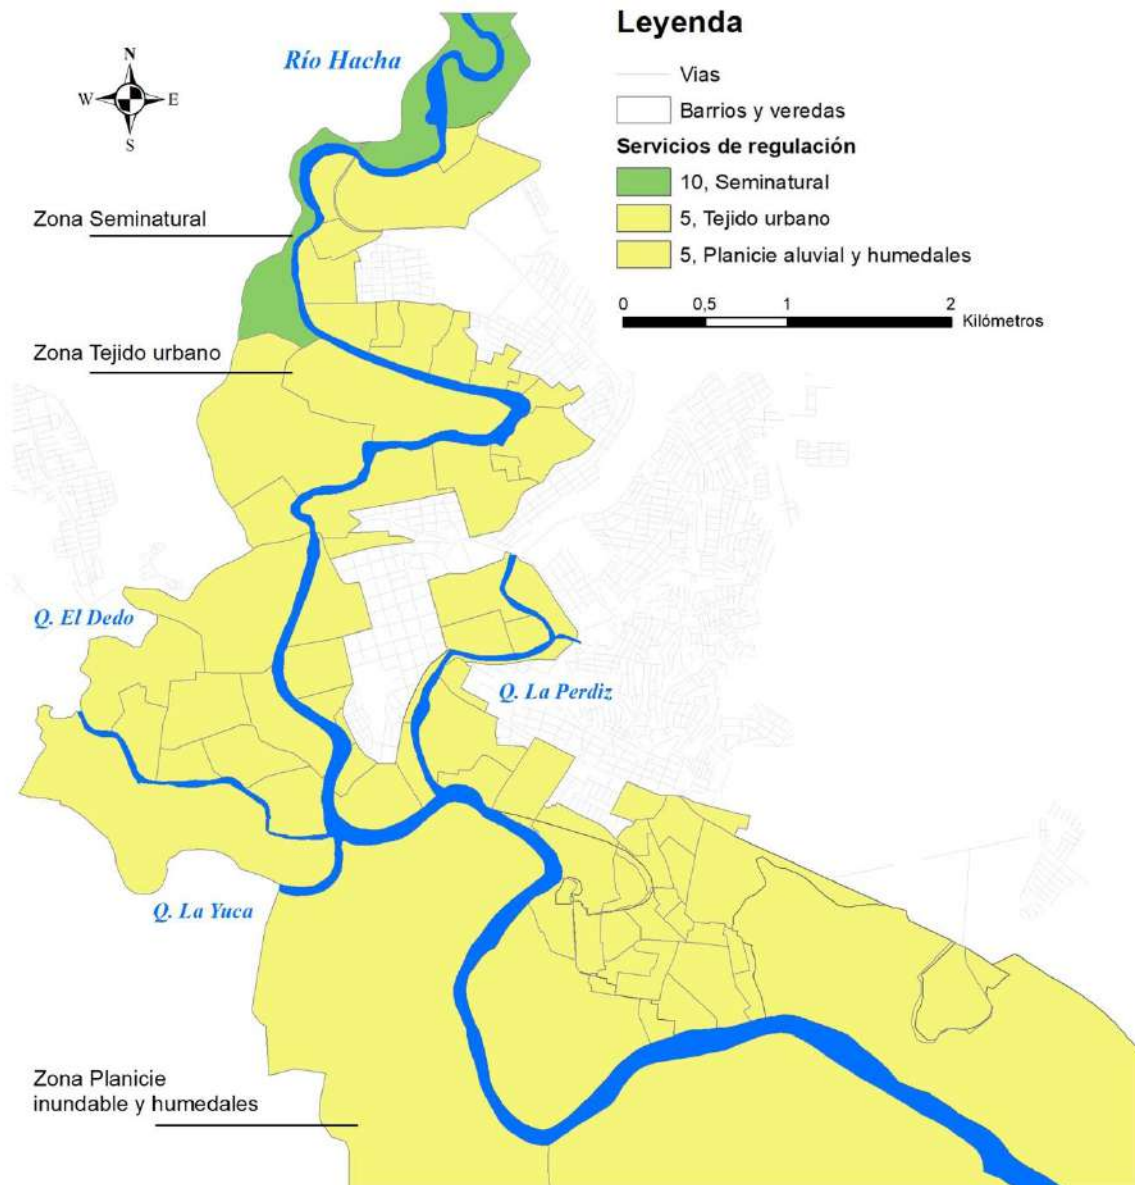 Leyenda
Río Hacha
N
W E
S
Vias
Barrios y veredas
Servicios de regulación
10, Seminatural
5, Tejido urbano
5, Planicie aluvial y humedales
0 0,5 1 2
Kilómetros
Zona Seminatural
Zona Tejido urbano
Q. El Dedo
Q. La Perdiz
Q. La Yuca
Zona Planicie
inundable y humedales